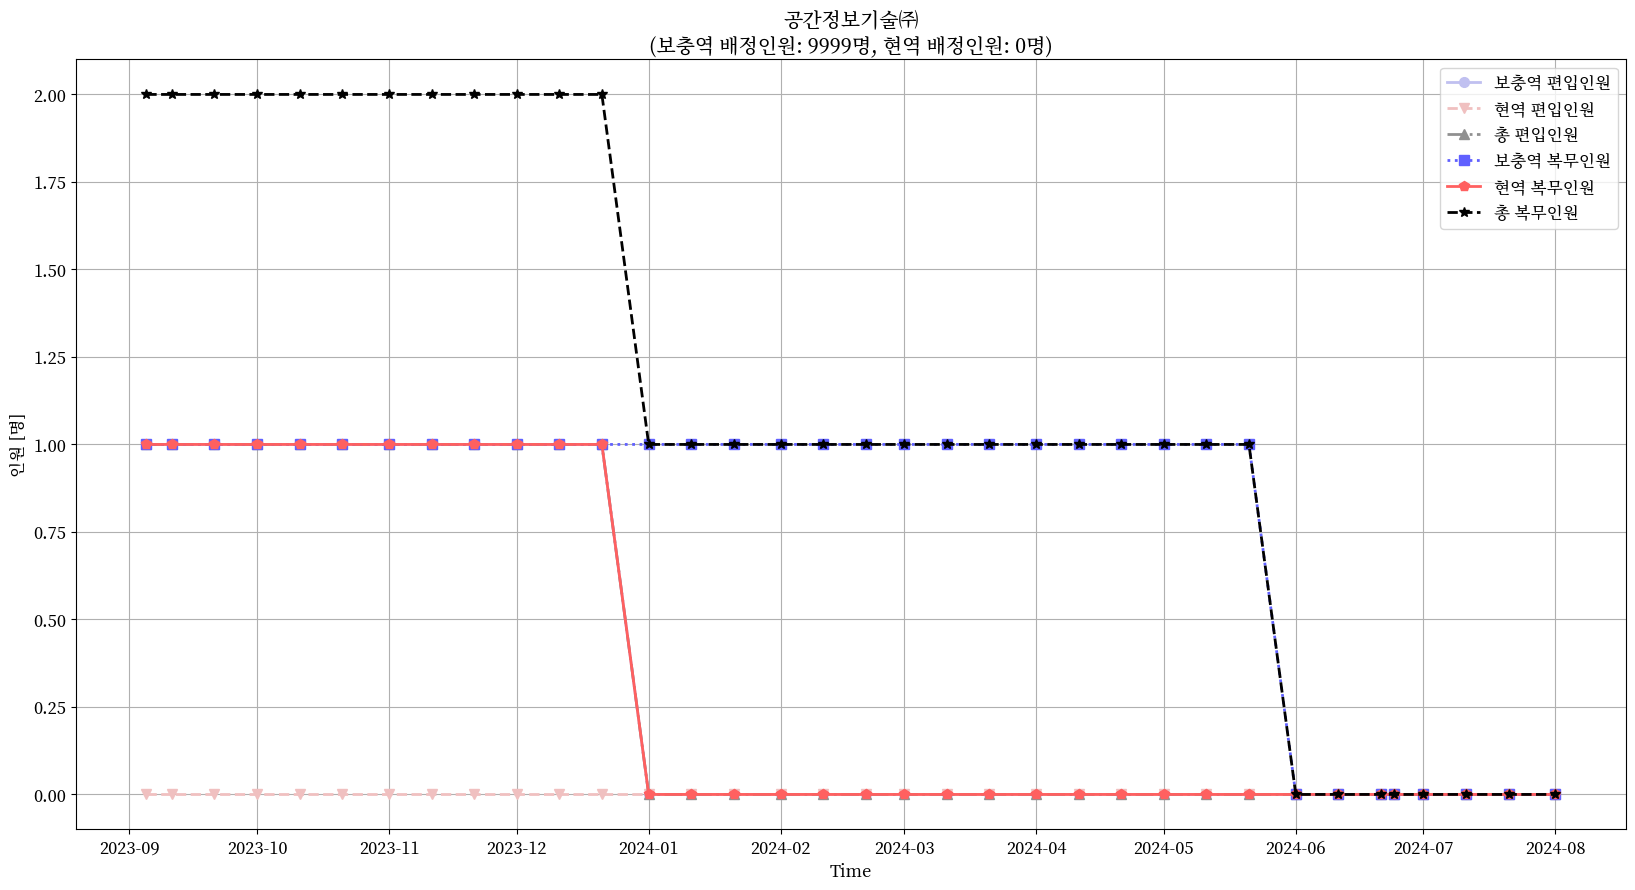 공간정보기술㈜
(보충역 배정인원: 9999명, 현역 배정인원: 0명)
보충역 편입인원
현역 편입인원
총 편입인원
보충역 복무인원
현역 복무인원
총 복무인원
2.00
1.75
1.50
1.25
1.00
0.75
0.50
0.25
0.00
인원 [명]
2023-09 2023-10 2023-11 2023-12 2024-01 2024-02 2024-03 2024-04 2024-05 2024-06 2024-07 2024-08
Time